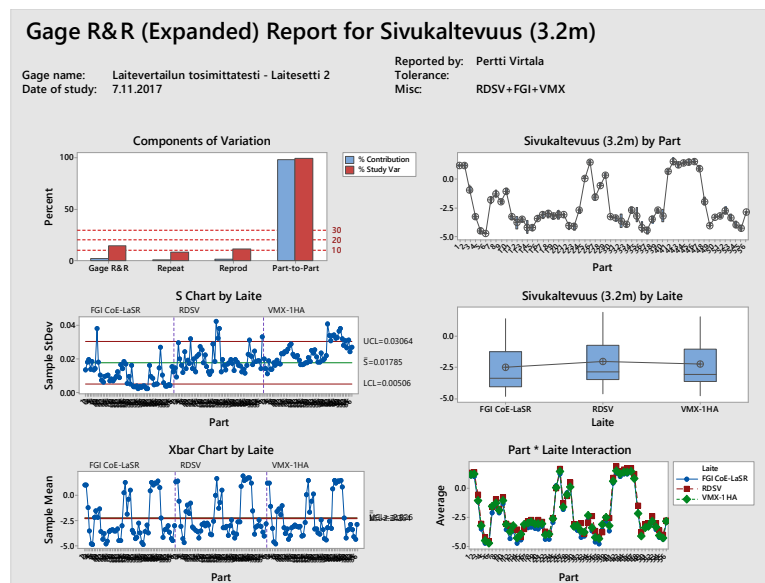 Gage R&R (Expanded) Report for Sivukaltevuus (3.2m)
Gage name: Laitevertailun tosimittatesti - Laitesetti 2
Date of study: 7.11.2017
Reported by: Pertti Virtala
Tolerance:
Misc: RDSV+FGI+VMX
Components of Variation
% Contribution
% Study Var
Percent
100
50
0
30
20
10
Gage R&R Repeat Reprod Part-to-Part
Sivukaltevuus (3.2m) by Part
0.0
-2.5
-5.0
Part
S Chart by Laite
FGI CoE-LaSR RDSV VMX-1HA
Sample StDev
0.04
0.02
0.00
UCL=0.03064
S=0.01785
LCL=0.00506
Part
Sivukaltevuus (3.2m) by Laite
0.0
-2.5
-5.0
FGI CoE-LaSR RDSV VMX-1HA
Laite
Xbar Chart by Laite
FGI CoE-LaSR RDSV VMX-1HA
Sample Mean
0.0
-2.5
-5.0
Part
Part * Laite Interaction
Average
0.0
-2.5
-5.0
Part
Laite
FGI CoE-LaSR
RDSV
VMX-1HA